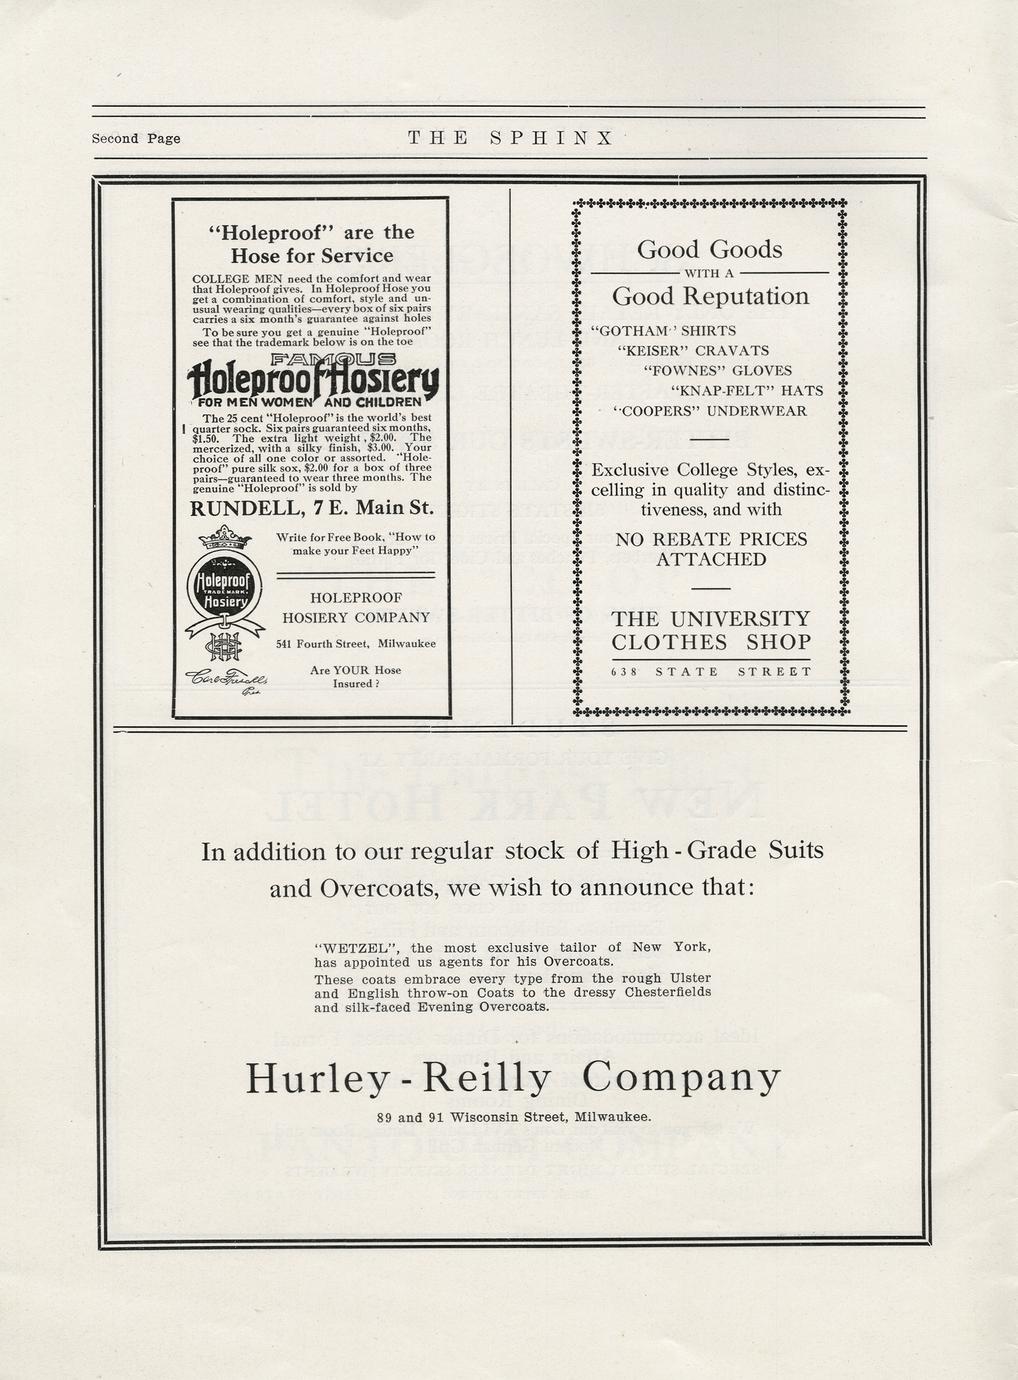 Second Page
THE SPHINX
"Holeproof" are the
Hose for Service
COLLEGE MEN need the comfort and wear
that Holeproof gives. In Holeproof Hose you
get a combination of comfort, style and un-
usual wearing qualities—every box of six pairs
carries a six month's guarantee against holes
To be sure you get a genuine "Holeproof"
see that the trademark below is on the toe
FAMOUS
Holeproof Hosiery
FOR MEN WOMEN AND CHILDREN
The 25 cent "Holeproof" is the world's best
quarter sock. Six pairs guaranteed six months,
$1.50. The extra light weight, $2.00. The
mercerized, with a silky finish, $3.00. Your
choice of all one color or assorted. "Hole-
proof" pure silk sox, $2.00 for a box of three
pairs—guaranteed to wear three months. The
genuine "Holeproof" is sold by
RUNDELL, 7 E. Main St.
Holeproof
TRADE MARK.
Hosiery
Write for Free Book, "How to
make your Feet Happy"
HOLEPROOF
HOSIERY COMPANY
541 Fourth Street, Milwaukee
Are YOUR Hose
Insured?
Good Goods
WITH A
Good Reputation
"GOTHAM" SHIRTS
"KEISER" CRAVATS
"FOWNES" GLOVES
"KNAP-FELT" HATS
"COOPERS" UNDERWEAR
Exclusive College Styles, ex-
celling in quality and distinc-
tiveness, and with
NO REBATE PRICES
ATTACHED
THE UNIVERSITY
CLOTHES SHOP
638 STATE STREET
In addition to our regular stock of High-Grade Suits
and Overcoats, we wish to announce that:
"WETZEL", the most exclusive tailor of New York,
has appointed us agents for his Overcoats.
These coats embrace every type from the rough Ulster
and English throw-on Coats to the dressy Chesterfields
and silk-faced Evening Overcoats.
Hurley-Reilly Company
89 and 91 Wisconsin Street, Milwaukee.